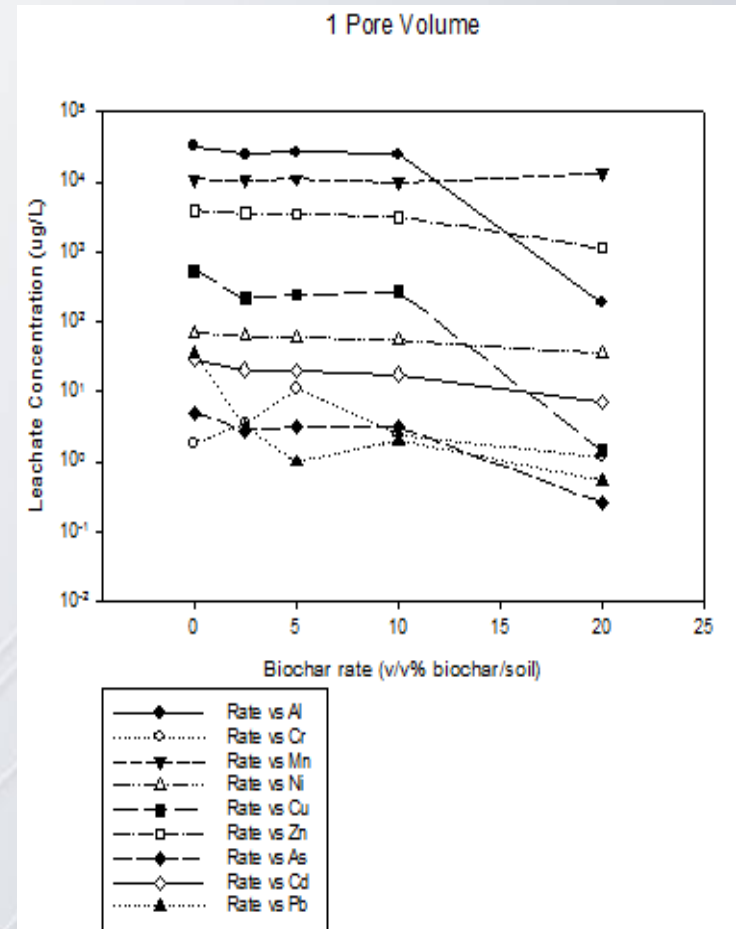 1 Pore Volume
Leachate Concentration (ug/L)
10⁵
10⁴
10³
10²
10¹
10⁰
10⁻¹
10⁻²
0 5 10 15 20 25
Biochar rate (v/v% biochar/soil)
Rate vs Al
Rate vs Cr
Rate vs Mn
Rate vs Ni
Rate vs Cu
Rate vs Zn
Rate vs As
Rate vs Cd
Rate vs Pb